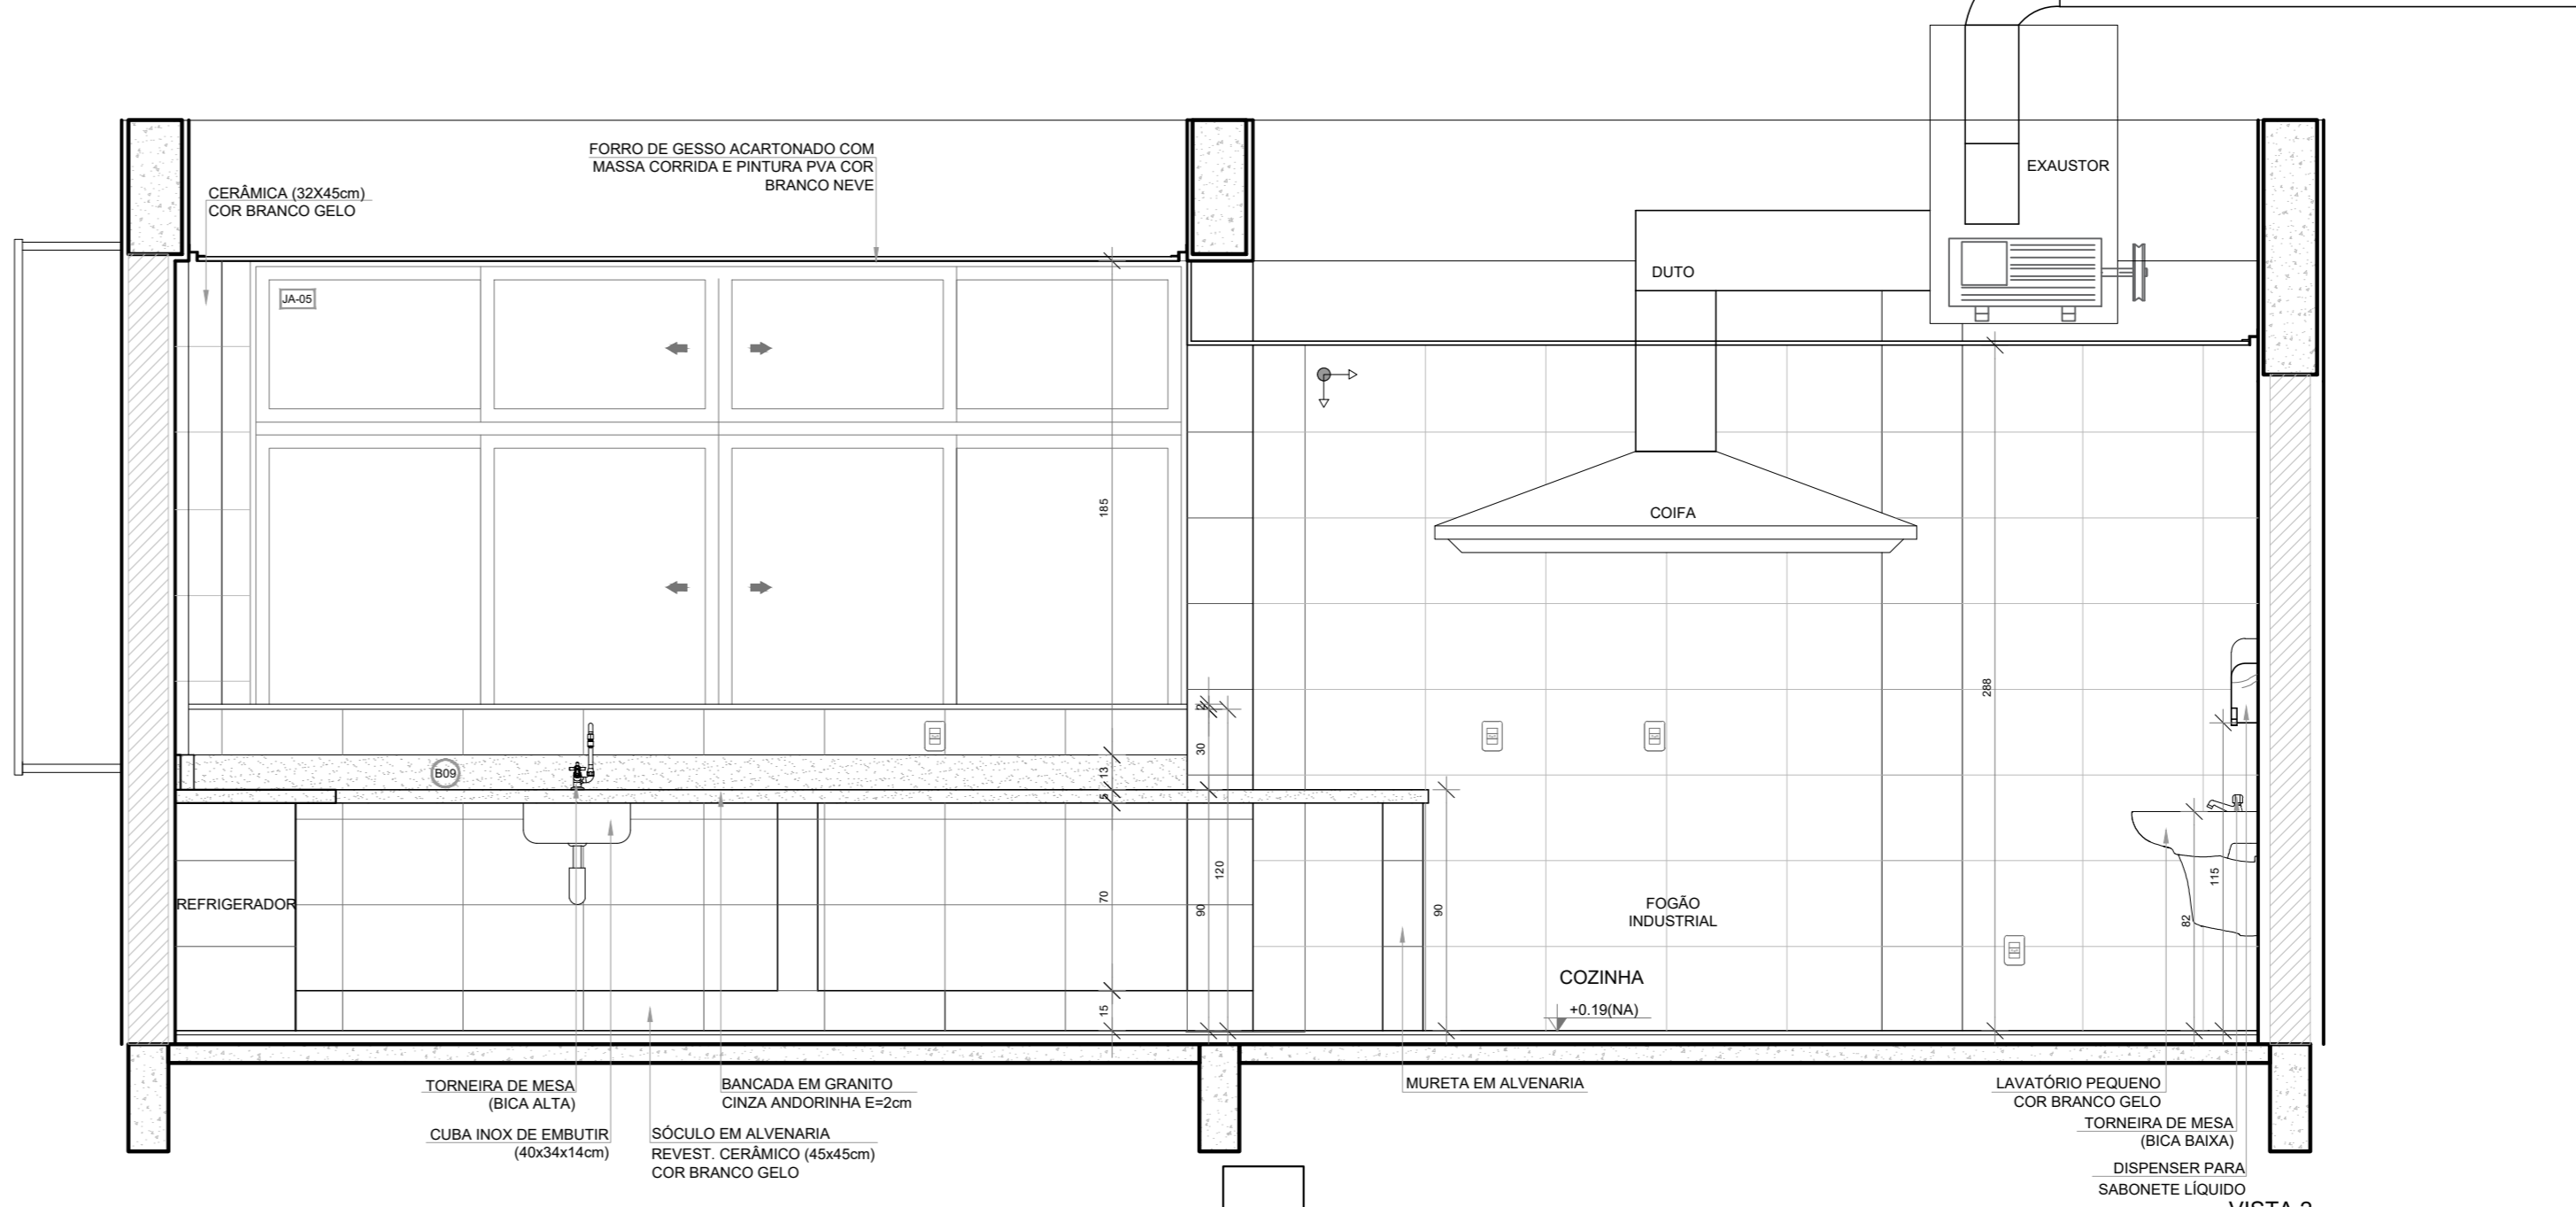 EXAUSTOR
FORRO DE GESSO ACARTONADO COM
MASSA CORRIDA E PINTURA PVA COR
BRANCO NEVE
CERÂMICA (32X45cm)
COR BRANCO GELO
DUTO
JA-05
185
COIFA
288
2
30
13
B09
5
120
115
70
90
90
82
REFRIGERADOR
FOGÃO
INDUSTRIAL
COZINHA
+0.19(NA)
15
TORNEIRA DE MESA
(BICA ALTA)
BANCADA EM GRANITO
CINZA ANDORINHA E=2cm
MURETA EM ALVENARIA
LAVATÓRIO PEQUENO
COR BRANCO GELO
CUBA INOX DE EMBUTIR
(40x34x14cm)
SÓCULO EM ALVENARIA
REVEST. CERÂMICO (45x45cm)
COR BRANCO GELO
TORNEIRA DE MESA
(BICA BAIXA)
DISPENSER PARA
SABONETE LÍQUIDO
VISTA 2